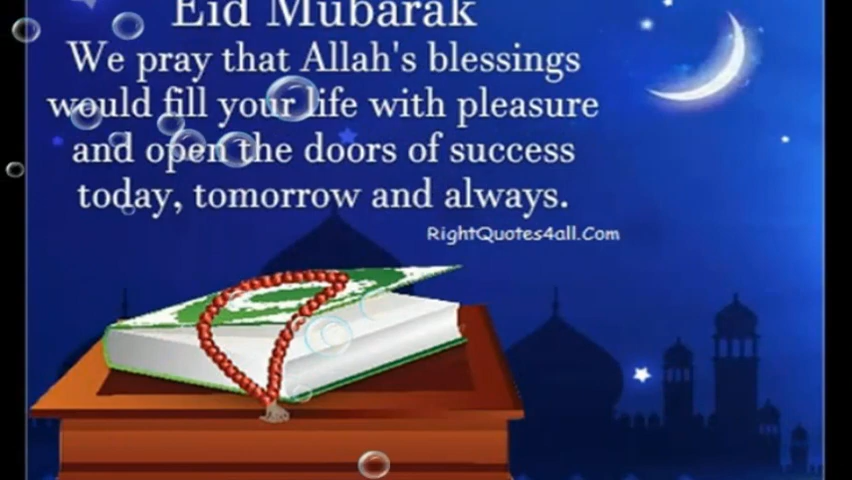 Eid Mubarak
We pray that Allah's blessings
would fill your life with pleasure
and open the doors of success
today, tomorrow and always.
RightQuotes4all.Com